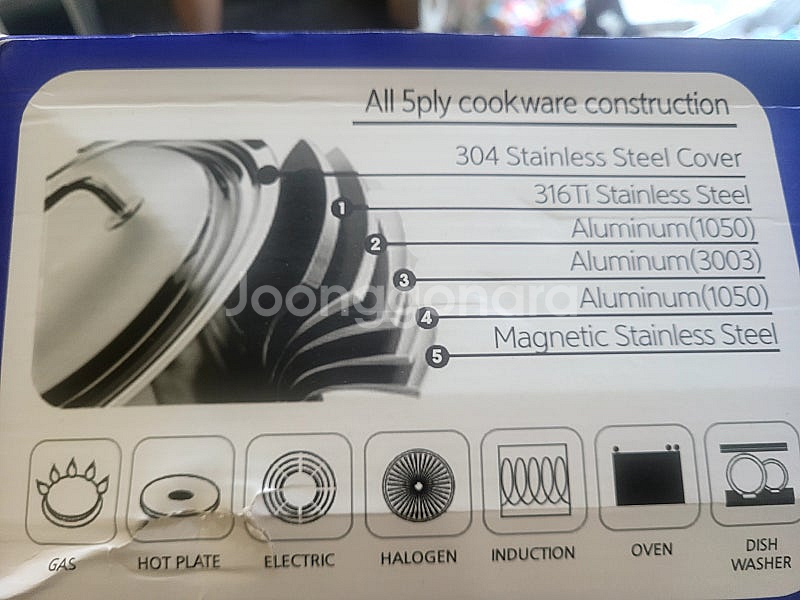 All 5ply cookware construction
304 Stainless Steel Cover
1 316Ti Stainless Steel
2 Aluminum(1050)
3 Aluminum(3003)
4 Aluminum(1050)
5 Magnetic Stainless Steel
Joonggonara
GAS
HOT PLATE
ELECTRIC
HALOGEN
INDUCTION
OVEN
DISH
WASHER